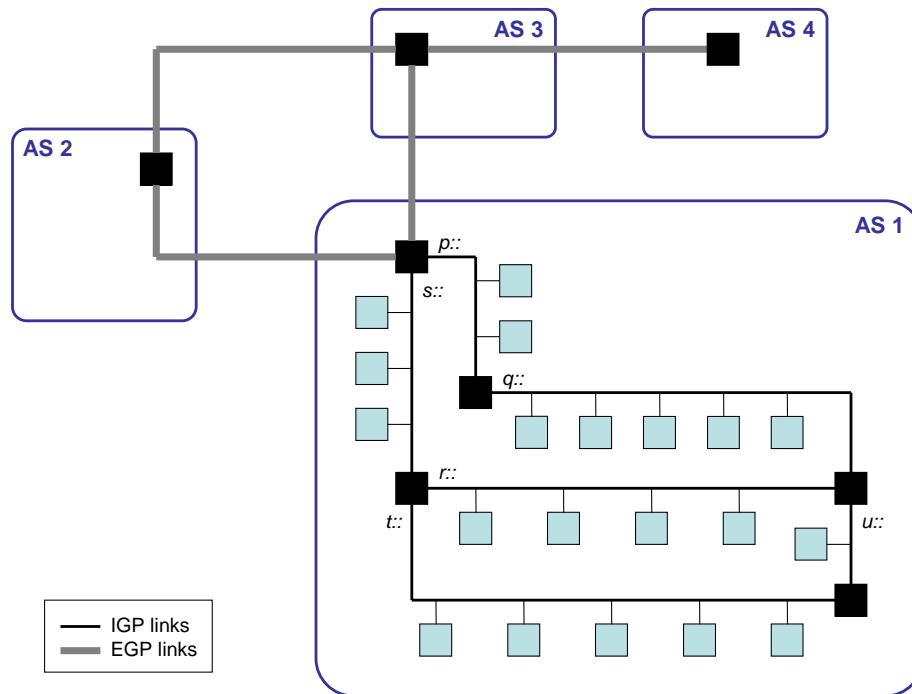 AS 3
AS 4
AS 2
AS 1
p::
s::
q::
r::
t::
u::
IGP links
EGP links